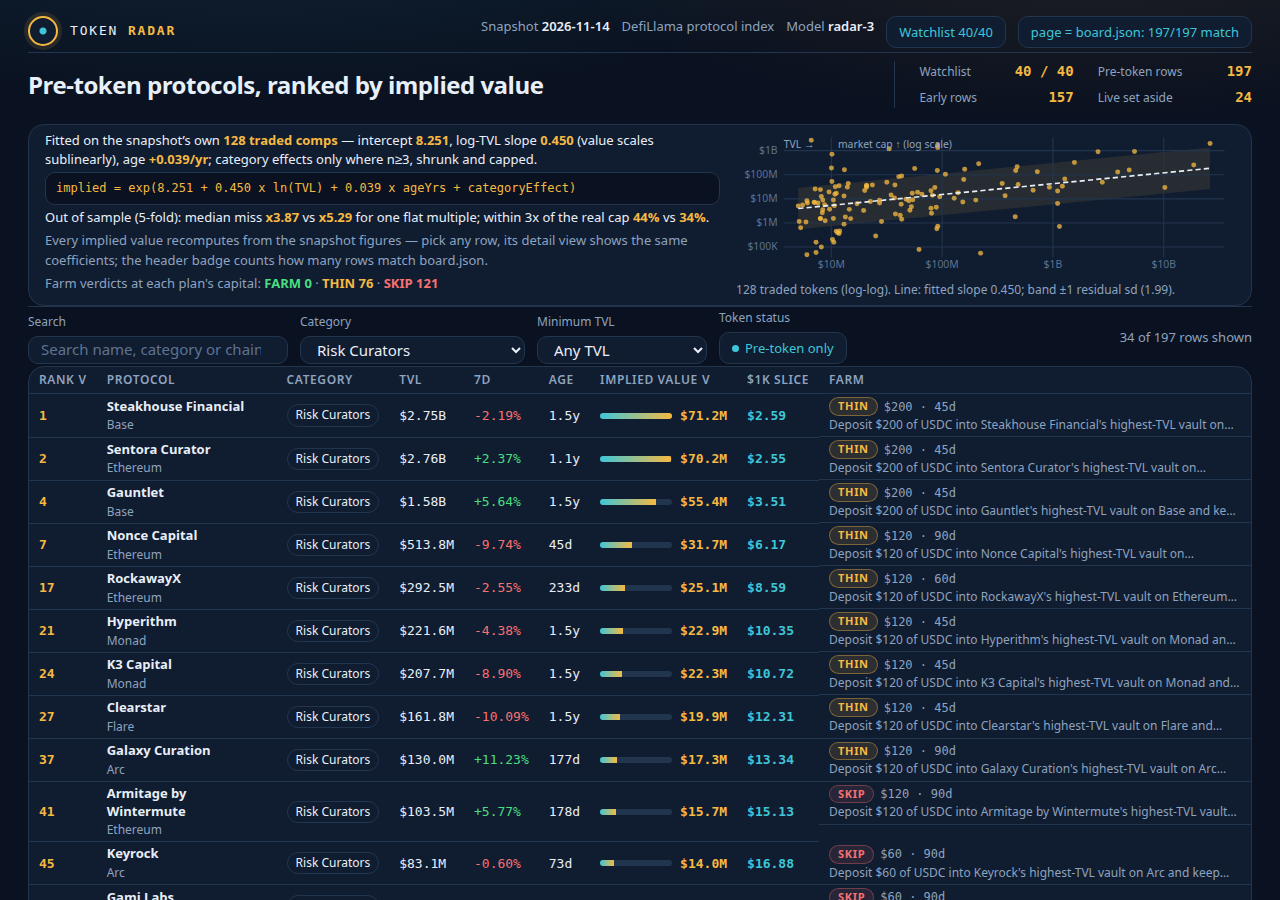 TOKEN RADAR
Snapshot 2026-11-14 DefiLlama protocol index Model radar-3
Watchlist 40/40
page = board.json: 197/197 match
Pre-token protocols, ranked by implied value
Watchlist 40 / 40 Pre-token rows 197
Early rows 157 Live set aside 24
Fitted on the snapshot's own 128 traded comps — intercept 8.251, log-TVL slope 0.450 (value scales
sublinearly), age +0.039/yr; category effects only where n≥3, shrunk and capped.
implied = exp(8.251 + 0.450 x ln(TVL) + 0.039 x ageYrs + categoryEffect)
Out of sample (5-fold): median miss x3.87 vs x5.29 for one flat multiple; within 3x of the real cap 44% vs 34%.
Every implied value recomputes from the snapshot figures — pick any row, its detail view shows the same
coefficients; the header badge counts how many rows match board.json.
Farm verdicts at each plan's capital: FARM 0 · THIN 76 · SKIP 121
TVL → market cap ↑ (log scale)
$1B
$100M
$10M
$1M
$100K
$10M $100M $1B $10B
128 traded tokens (log-log). Line: fitted slope 0.450; band ±1 residual sd (1.99).
Search
Category
Minimum TVL
Token status
Search name, category or chain
Risk Curators
Any TVL
Pre-token only
34 of 197 rows shown
RANK V PROTOCOL CATEGORY TVL 7D AGE IMPLIED VALUE V $1K SLICE FARM
1 Steakhouse Financial Base Risk Curators $2.75B -2.19% 1.5y $71.2M $2.59 THIN $200 · 45d
Deposit $200 of USDC into Steakhouse Financial's highest-TVL vault on...
2 Sentora Curator Ethereum Risk Curators $2.76B +2.37% 1.1y $70.2M $2.55 THIN $200 · 45d
Deposit $200 of USDC into Sentora Curator's highest-TVL vault on...
4 Gauntlet Base Risk Curators $1.58B +5.64% 1.5y $55.4M $3.51 THIN $200 · 45d
Deposit $200 of USDC into Gauntlet's highest-TVL vault on Base and ke...
7 Nonce Capital Ethereum Risk Curators $513.8M -9.74% 45d $31.7M $6.17 THIN $120 · 90d
Deposit $120 of USDC into Nonce Capital's highest-TVL vault on...
17 RockawayX Ethereum Risk Curators $292.5M -2.55% 233d $25.1M $8.59 THIN $120 · 60d
Deposit $120 of USDC into RockawayX's highest-TVL vault on Ethereum...
21 Hyperithm Monad Risk Curators $221.6M -4.38% 1.5y $22.9M $10.35 THIN $120 · 45d
Deposit $120 of USDC into Hyperithm's highest-TVL vault on Monad an...
24 K3 Capital Monad Risk Curators $207.7M -8.90% 1.5y $22.3M $10.72 THIN $120 · 45d
Deposit $120 of USDC into K3 Capital's highest-TVL vault on Monad and...
27 Clearstar Flare Risk Curators $161.8M -10.09% 1.5y $19.9M $12.31 THIN $120 · 45d
Deposit $120 of USDC into Clearstar's highest-TVL vault on Flare and...
37 Galaxy Curation Arc Risk Curators $130.0M +11.23% 177d $17.3M $13.34 THIN $120 · 90d
Deposit $120 of USDC into Galaxy Curation's highest-TVL vault on Arc...
41 Armitage by Wintermute Ethereum Risk Curators $103.5M +5.77% 178d $15.7M $15.13 SKIP $120 · 90d
Deposit $120 of USDC into Armitage by Wintermute's highest-TVL vault...
45 Keyrock Arc Risk Curators $83.1M -0.60% 73d $14.0M $16.88 SKIP $60 · 90d
Deposit $60 of USDC into Keyrock's highest-TVL vault on Arc and keep...
Gami Labs SKIP $60 · 90d